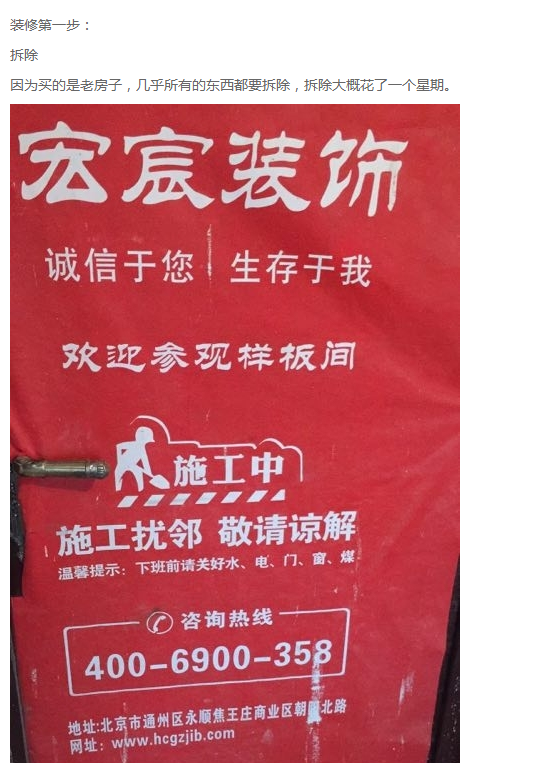 装修第一步：
拆除
因为买的是老房子，几乎所有的东西都要拆除，拆除大概花了一个星期。
宏宸装饰
诚信于您 生存于我
欢迎参观样板间
施工中
施工扰邻 敬请谅解
温馨提示：下班前请关好水、电、门、窗、煤
咨询热线
400-6900-358
地址:北京市通州区永顺焦王庄商业区朝阳北路
网址：www.hcgzjib.com